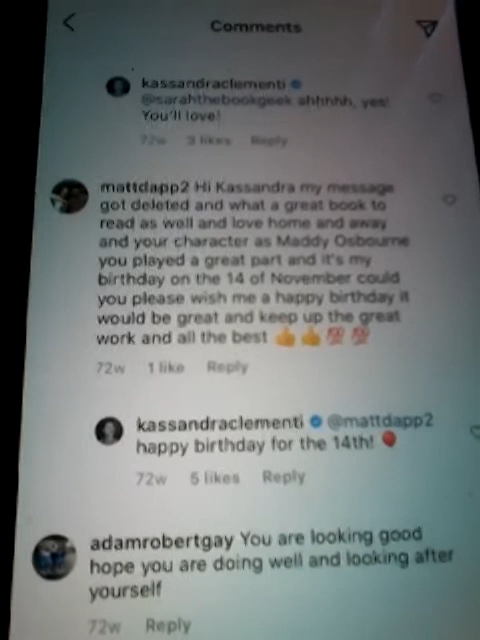 Comments
kassandraclementi
@sarahthebookgeek ahhhhh, yes!
You'll love!
72w 3 likes Reply
mattdapp2 Hi Kassandra my message
got deleted and what a great book to
read as well and love home and away
and your character as Maddy Osbourne
you played a great part and it's my
birthday on the 14 of November could
you please wish me a happy birthday it
would be great and keep up the great
work and all the best 👍👍💯💯
72w 1 like Reply
kassandraclementi @mattdapp2
happy birthday for the 14th! 🎈
72w 5 likes Reply
adamrobertgay You are looking good
hope you are doing well and looking after
yourself
72w Reply